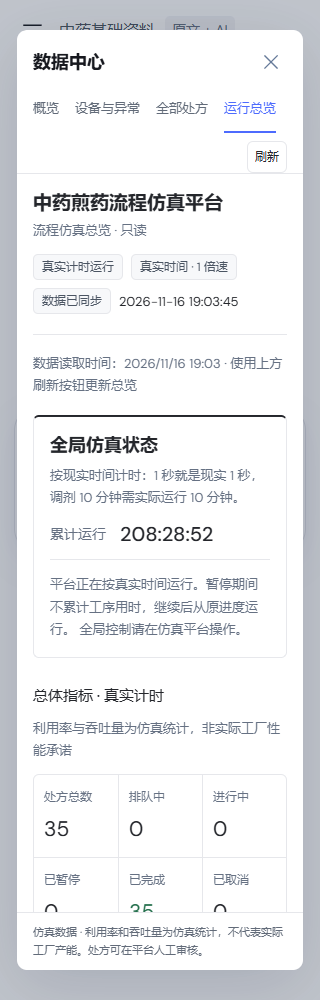 数据中心
概览 设备与异常 全部处方 运行总览
刷新
中药煎药流程仿真平台
流程仿真总览 · 只读
真实计时运行 真实时间 · 1 倍速
数据已同步 2026-11-16 19:03:45
数据读取时间：2026/11/16 19:03 · 使用上方
刷新按钮更新总览
全局仿真状态
按现实时间计时：1 秒就是现实 1 秒，
调剂 10 分钟需实际运行 10 分钟。
累计运行 208:28:52
平台正在按真实时间运行。暂停期间
不累计工序用时，继续后从原进度运
行。 全局控制请在仿真平台操作。
总体指标 · 真实计时
利用率与吞吐量为仿真统计，非实际工厂性
能承诺
处方总数 排队中 进行中
35 0 0
已暂停 已完成 已取消
0 35 0
仿真数据 · 利用率和吞吐量为仿真统计，不代表实际
工厂产能。处方可在平台人工审核。